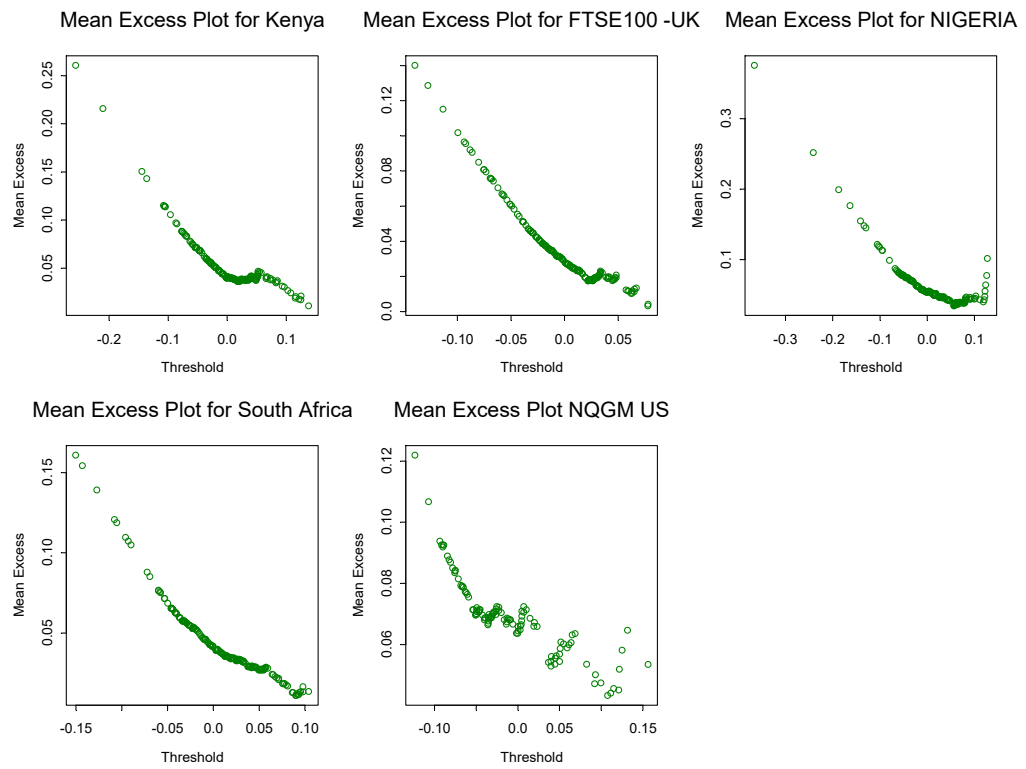 Mean Excess Plot for Kenya
Mean Excess
0.05 0.10 0.15 0.20 0.25
-0.2 -0.1 0.0 0.1
Threshold
Mean Excess Plot for FTSE100 -UK
Mean Excess
0.0 0.04 0.08 0.12
-0.10 -0.05 0.0 0.05
Threshold
Mean Excess Plot for NIGERIA
Mean Excess
0.1 0.2 0.3
-0.3 -0.2 -0.1 0.0 0.1
Threshold
Mean Excess Plot for South Africa
Mean Excess
0.05 0.10 0.15
-0.15 -0.05 0.0 0.05 0.10
Threshold
Mean Excess Plot NQGM US
Mean Excess
0.06 0.08 0.10 0.12
-0.10 0.0 0.05 0.15
Threshold